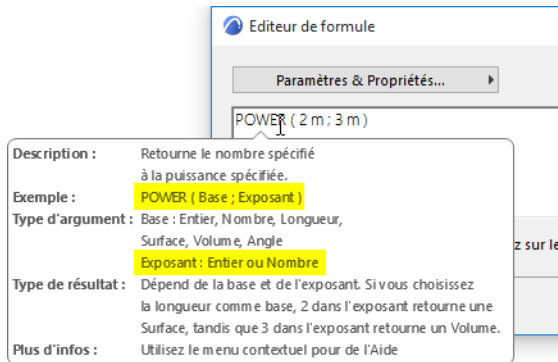 Editeur de formule
Paramètres & Propriétés...
POWER ( 2 m ; 3 m )
Description : Retourne le nombre spécifié
à la puissance spécifiée.
Exemple : POWER ( Base ; Exposant )
Type d'argument : Base : Entier, Nombre, Longueur,
Surface, Volume, Angle
Exposant : Entier ou Nombre
z sur le
Type de résultat : Dépend de la base et de l'exposant. Si vous choisissez
la longueur comme base, 2 dans l'exposant retourne une
Surface, tandis que 3 dans l'exposant retourne un Volume.
Plus d'infos : Utilisez le menu contextuel pour de l'Aide